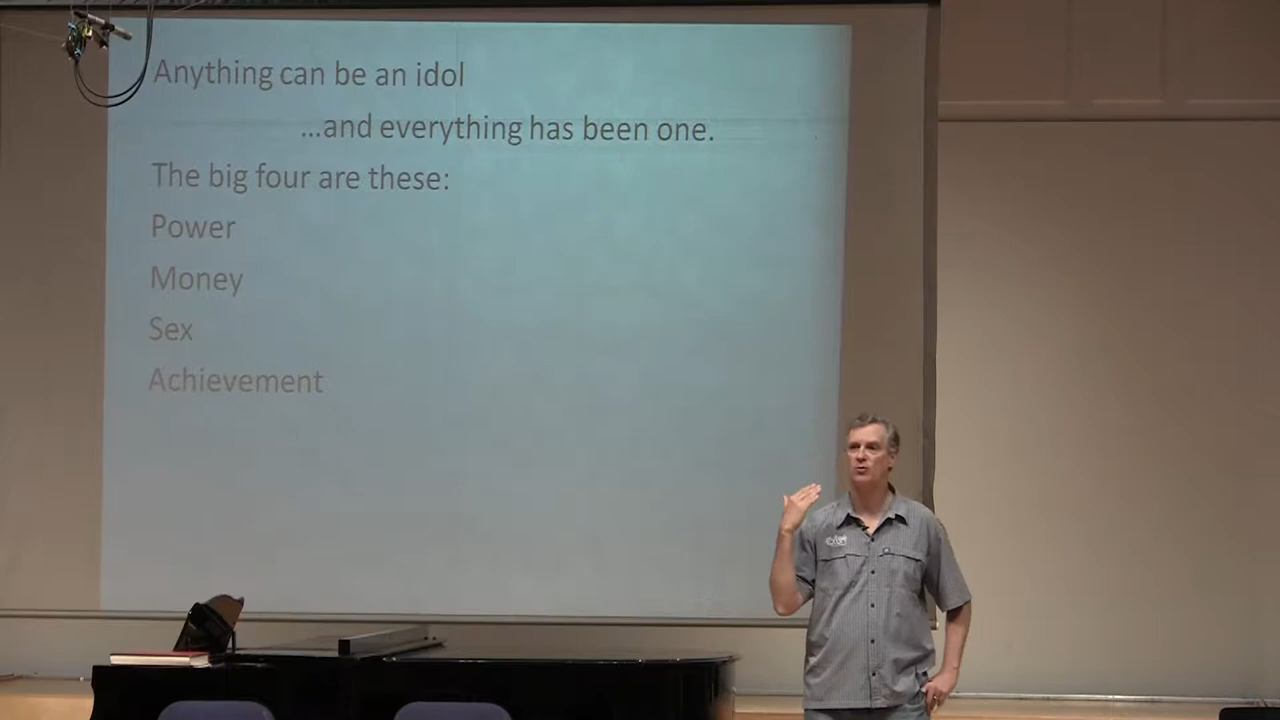 Anything can be an idol
...and everything has been one.
The big four are these:
Power
Money
Sex
Achievement